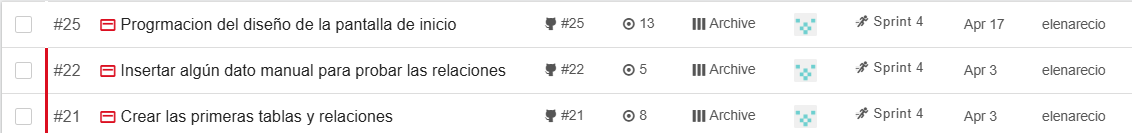 #25 Progrmacion del diseño de la pantalla de inicio #25 13 Archive Sprint 4 Apr 17 elenarecio
#22 Insertar algún dato manual para probar las relaciones #22 5 Archive Sprint 4 Apr 3 elenarecio
#21 Crear las primeras tablas y relaciones #21 8 Archive Sprint 4 Apr 3 elenarecio